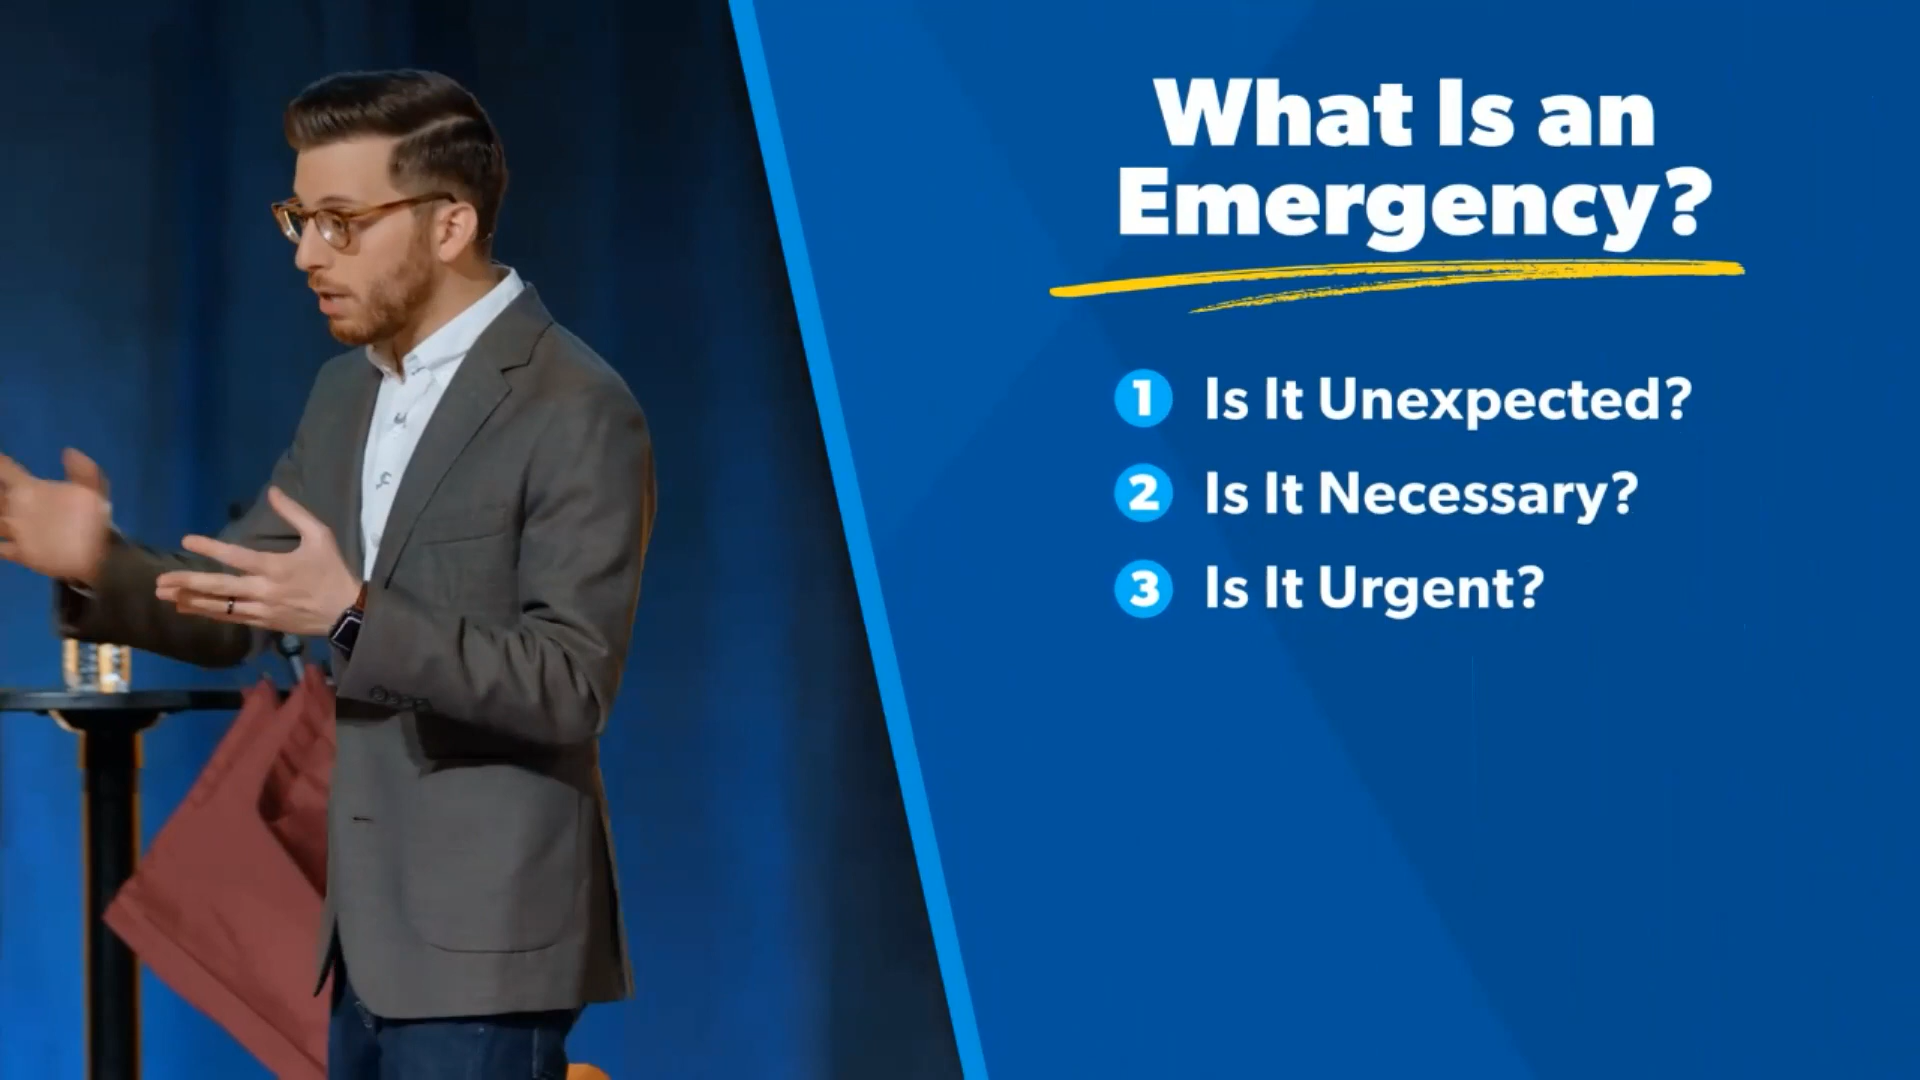 What Is an
Emergency?
1 Is It Unexpected?
2 Is It Necessary?
3 Is It Urgent?